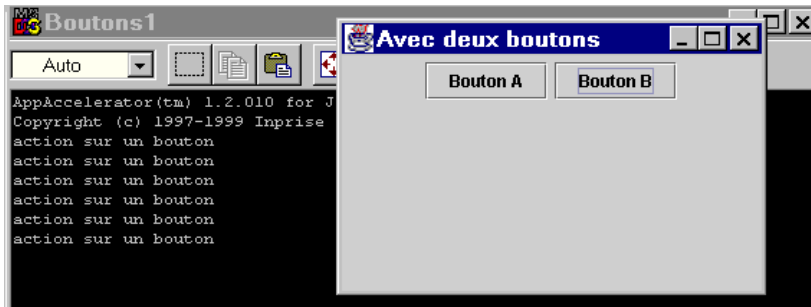 Boutons1
Auto
AppAccelerator(tm) 1.2.010 for J
Copyright (c) 1997-1999 Inprise
action sur un bouton
action sur un bouton
action sur un bouton
action sur un bouton
action sur un bouton
action sur un bouton
Avec deux boutons
Bouton A
Bouton B